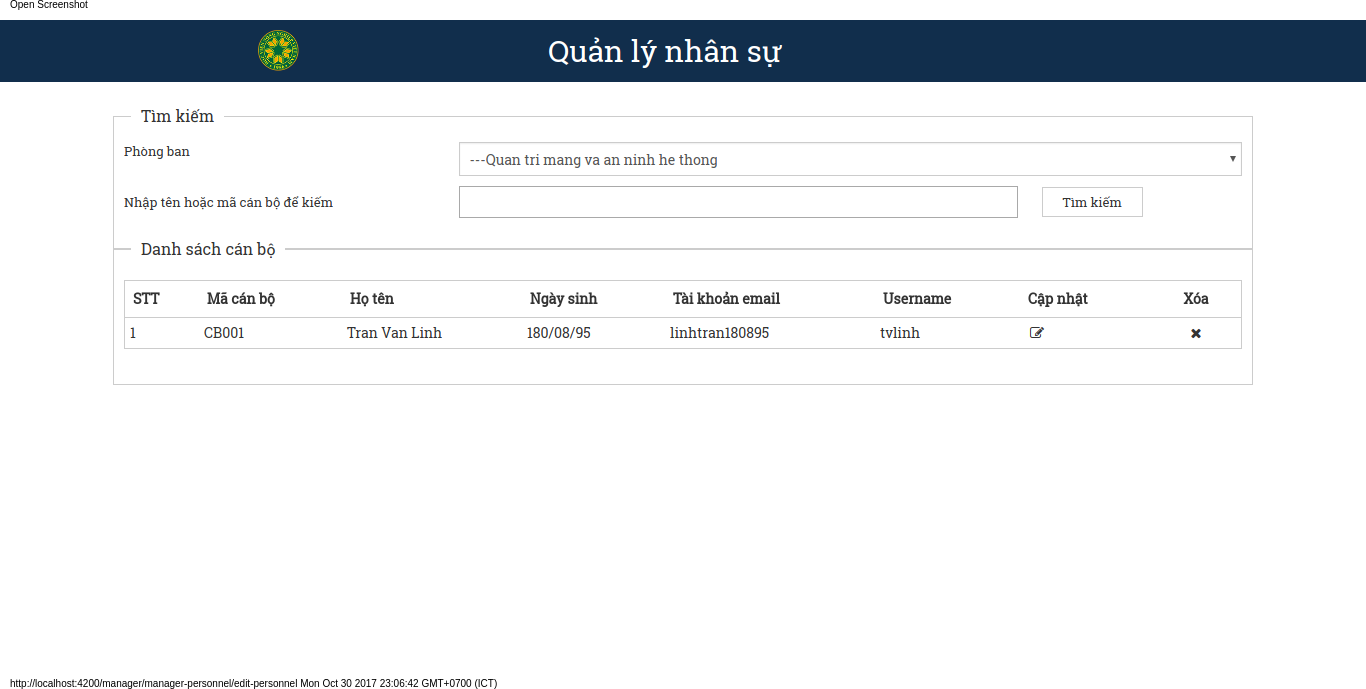 Open Screenshot
Quản lý nhân sự
Tìm kiếm
Phòng ban
---Quan tri mang va an ninh he thong
Nhập tên hoặc mã cán bộ để kiếm
Tìm kiếm
Danh sách cán bộ
STT Mã cán bộ Họ tên Ngày sinh Tài khoản email Username Cập nhật Xóa
1 CB001 Tran Van Linh 180/08/95 linhtran180895 tvlinh
http://localhost:4200/manager/manager-personnel/edit-personnel Mon Oct 30 2017 23:06:42 GMT+0700 (ICT)